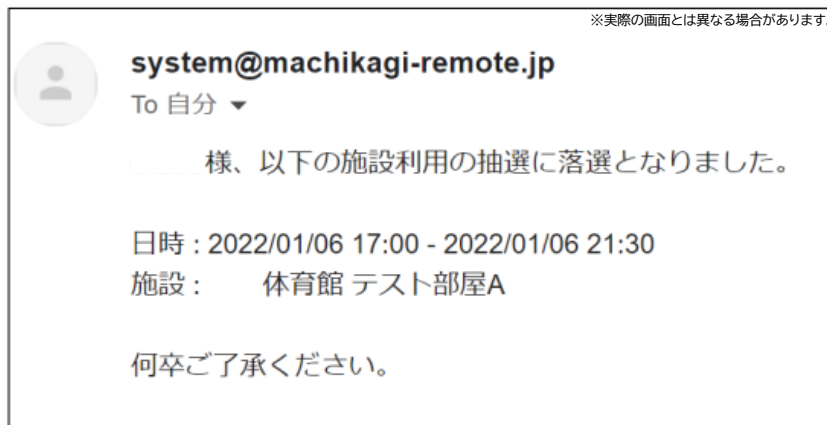 ※実際の画面とは異なる場合があります。
system@machikagi-remote.jp
To 自分
様、以下の施設利用の抽選に落選となりました。
日時 : 2022/01/06 17:00 - 2022/01/06 21:30
施設 : 体育館 テスト部屋A
何卒ご了承ください。